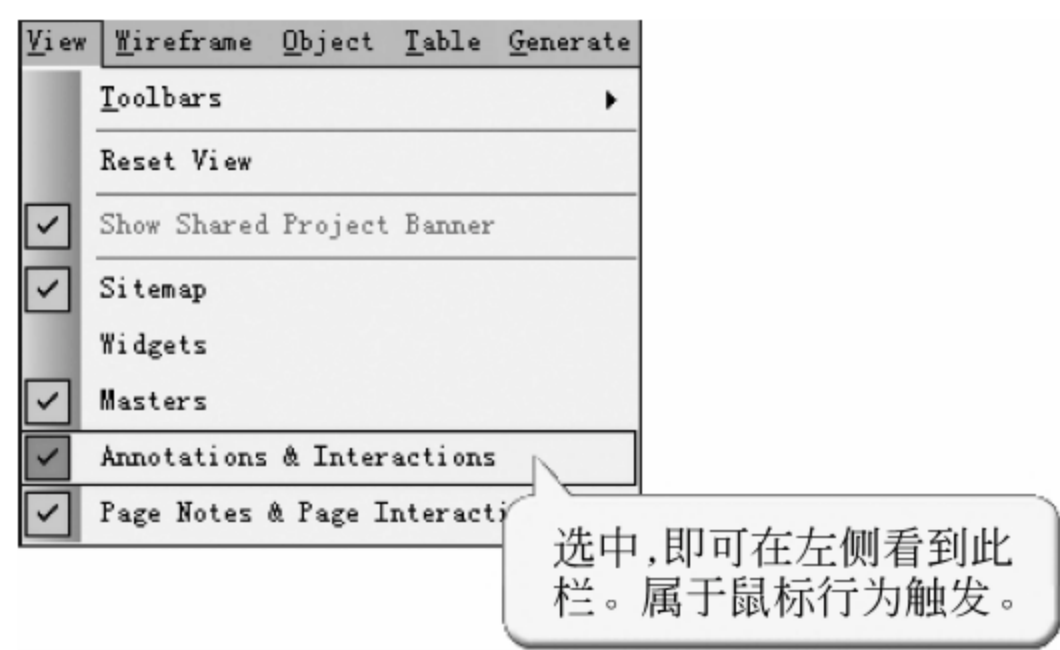 View Wireframe Object Table Generate
Toolbars
Reset View
Show Shared Project Banner
Sitemap
Widgets
Masters
Annotations & Interactions
Page Notes & Page
选中,即可在左侧看到此
栏。属于鼠标行为触发。